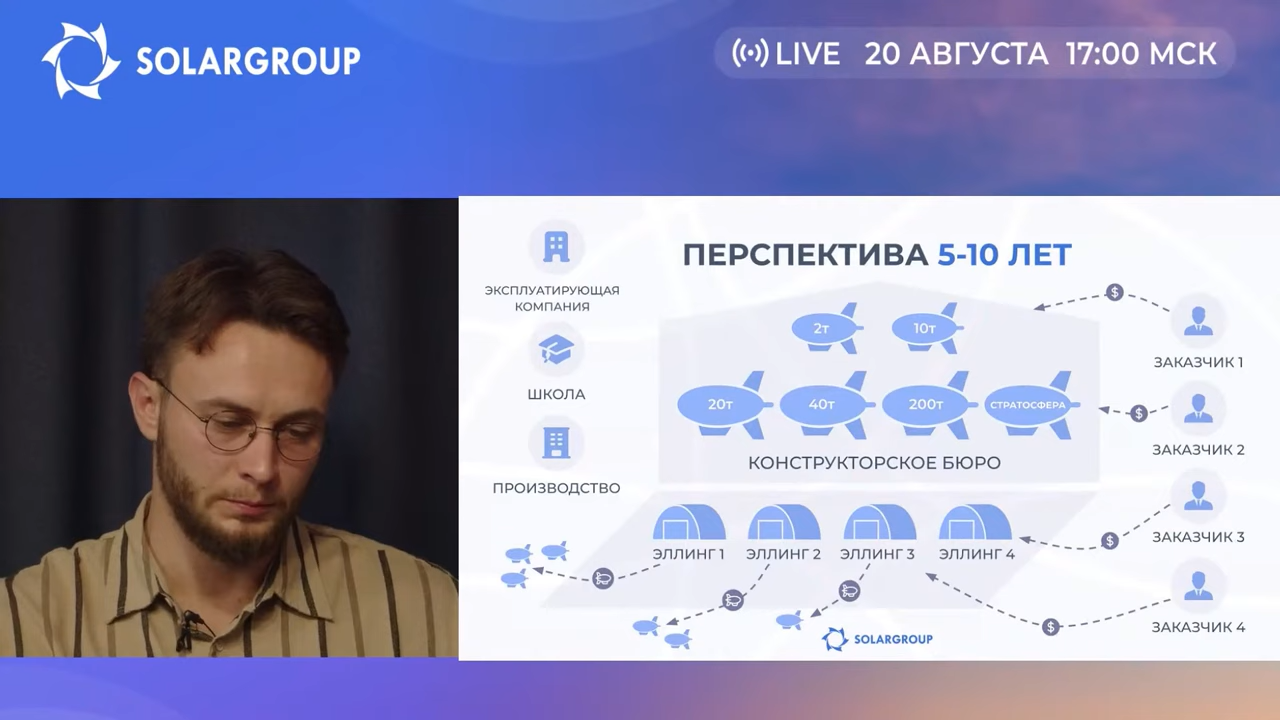 SOLARGROUP
LIVE 20 АВГУСТА 17:00 МСК
ПЕРСПЕКТИВА 5-10 ЛЕТ
ЭКСПЛУАТИРУЮЩАЯ
КОМПАНИЯ
ШКОЛА
ПРОИЗВОДСТВО
2т
10т
20т
40т
200т
СТРАТОСФЕРА
КОНСТРУКТОРСКОЕ БЮРО
ЭЛЛИНГ 1
ЭЛЛИНГ 2
ЭЛЛИНГ 3
ЭЛЛИНГ 4
$
ЗАКАЗЧИК 1
$
ЗАКАЗЧИК 2
$
ЗАКАЗЧИК 3
$
ЗАКАЗЧИК 4
SOLARGROUP